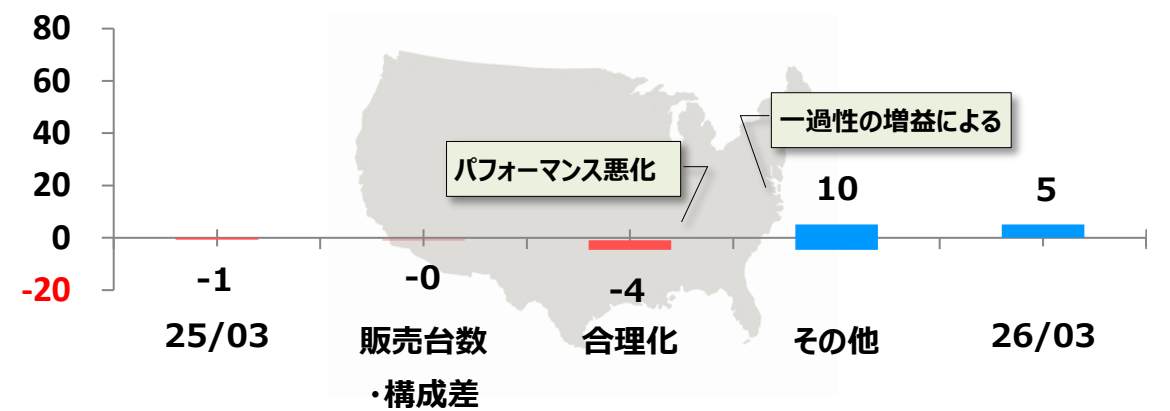 80
60
40
20
0
-20
パフォーマンス悪化
一過性の増益による
-1
-0
-4
10
5
25/03
販売台数
・構成差
合理化
その他
26/03